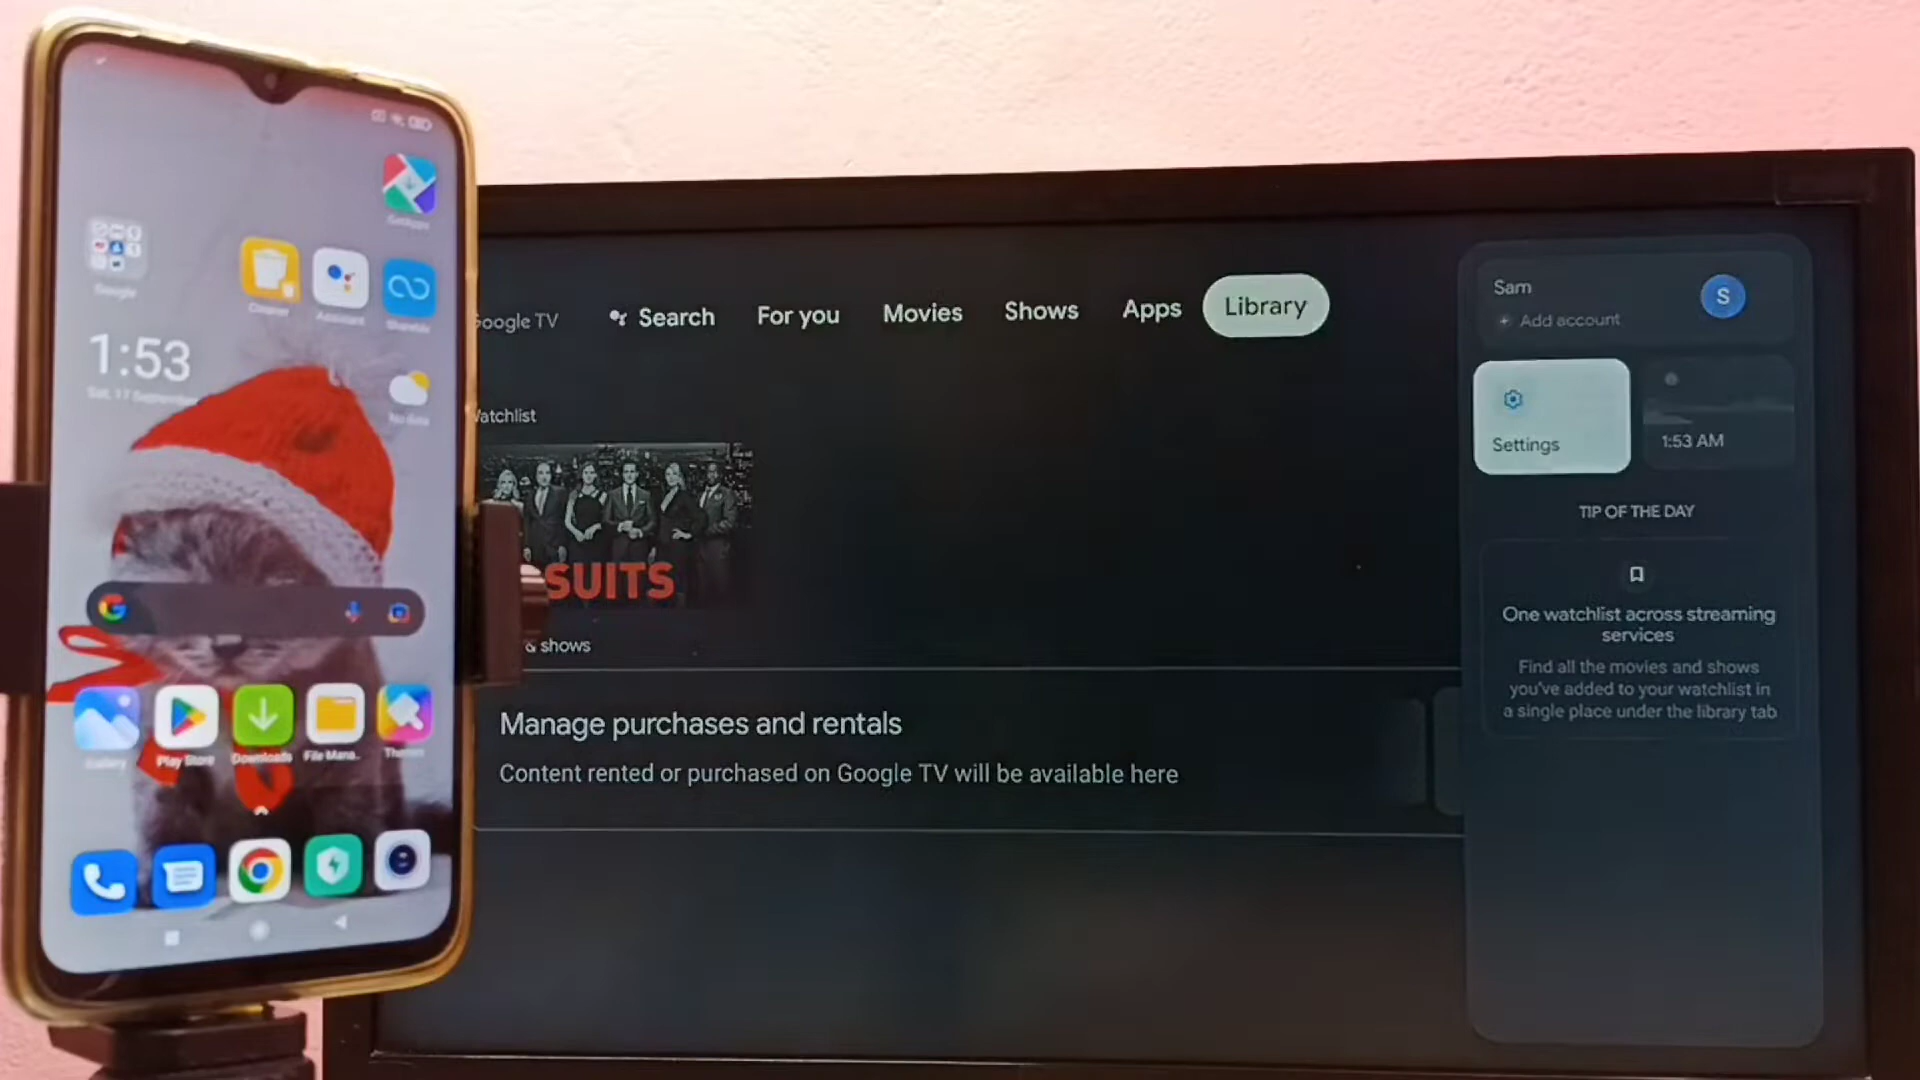 Google
Cleaner
Assistant
1:53
Sat, 17 September
No data
Gallery
Play Store
Downloads
File Mana..
Themes
Google TV
Search
For you
Movies
Shows
Apps
Library
Watchlist
SUITS
& shows
Manage purchases and rentals
Content rented or purchased on Google TV will be available here
Sam
+ Add account
S
Settings
1:53 AM
TIP OF THE DAY
One watchlist across streaming
services
Find all the movies and shows
you've added to your watchlist in
a single place under the library tab